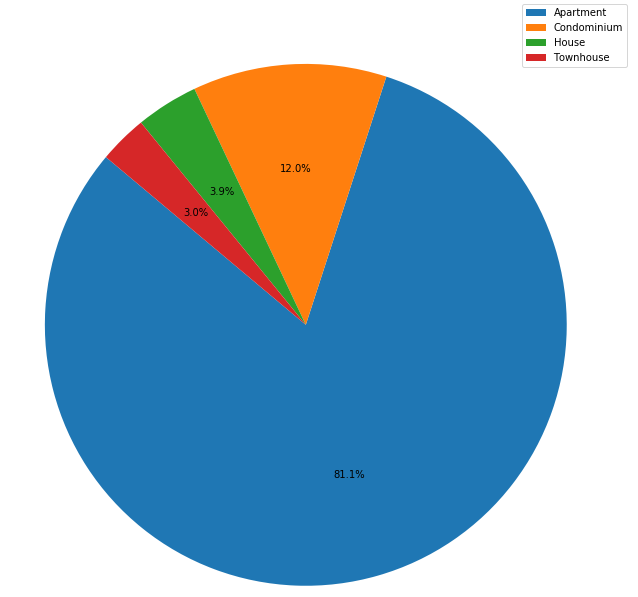 Apartment
Condominium
House
Townhouse
12.0%
3.9%
3.0%
81.1%